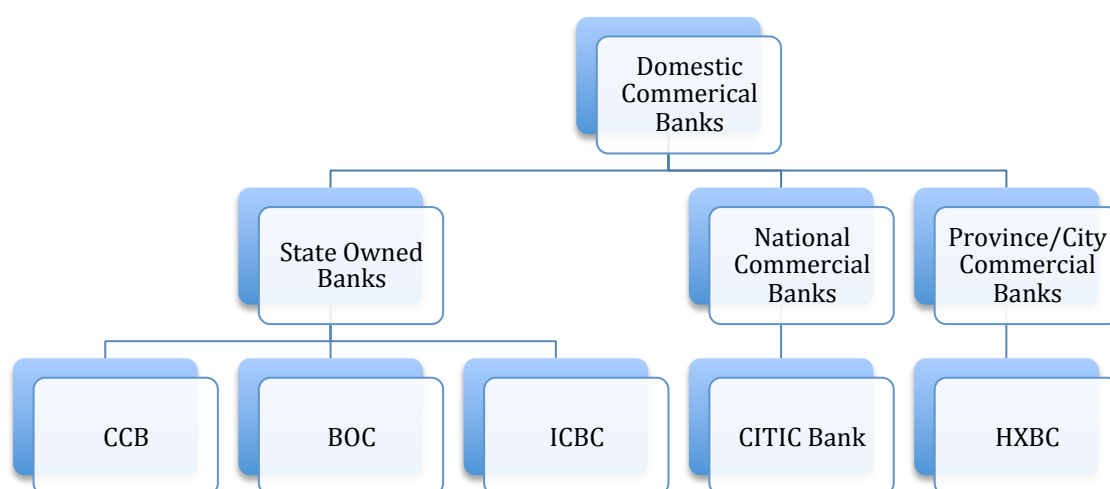 Domestic
Commerical
Banks
State Owned
Banks
National
Commercial
Banks
Province/City
Commercial
Banks
CCB
BOC
ICBC
CITIC Bank
HXBC